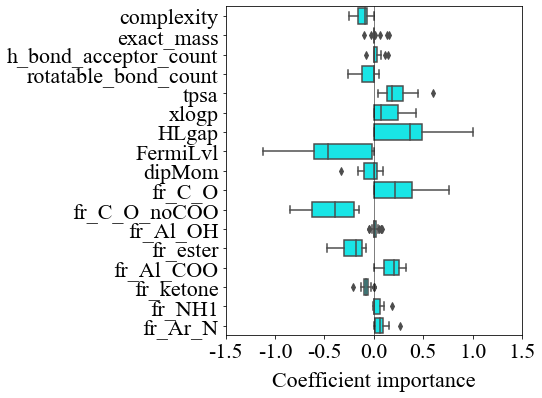 complexity
exact_mass
h_bond_acceptor_count
rotatable_bond_count
tpsa
xlogp
HLgap
FermiLvl
dipMom
fr_C_O
fr_C_O_noCOO
fr_Al_OH
fr_ester
fr_Al_COO
fr_ketone
fr_NH1
fr_Ar_N
-1.5 -1.0 -0.5 0.0 0.5 1.0 1.5
Coefficient importance